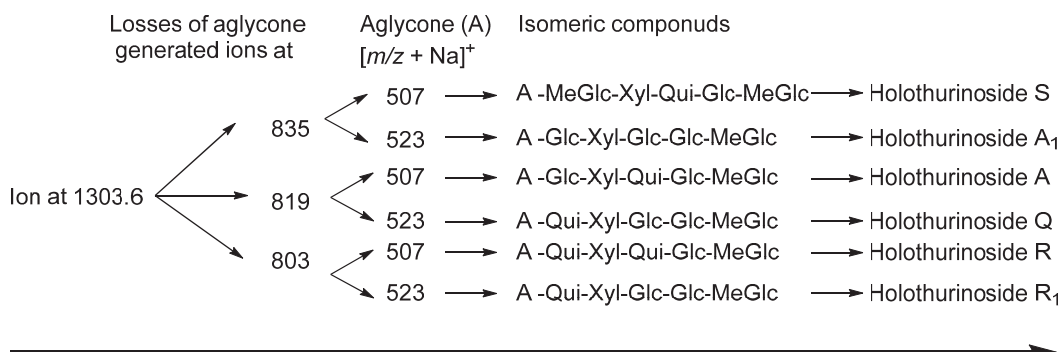 Losses of aglycone generated ions at
Aglycone (A) [m/z + Na]+
Isomeric componuds
Ion at 1303.6
835
507 A -MeGlc-Xyl-Qui-Glc-MeGlc Holothurinoside S
523 A -Glc-Xyl-Glc-Glc-MeGlc Holothurinoside A1
819
507 A -Glc-Xyl-Qui-Glc-MeGlc Holothurinoside A
523 A -Qui-Xyl-Glc-Glc-MeGlc Holothurinoside Q
803
507 A -Qui-Xyl-Qui-Glc-MeGlc Holothurinoside R
523 A -Qui-Xyl-Glc-Glc-MeGlc Holothurinoside R1